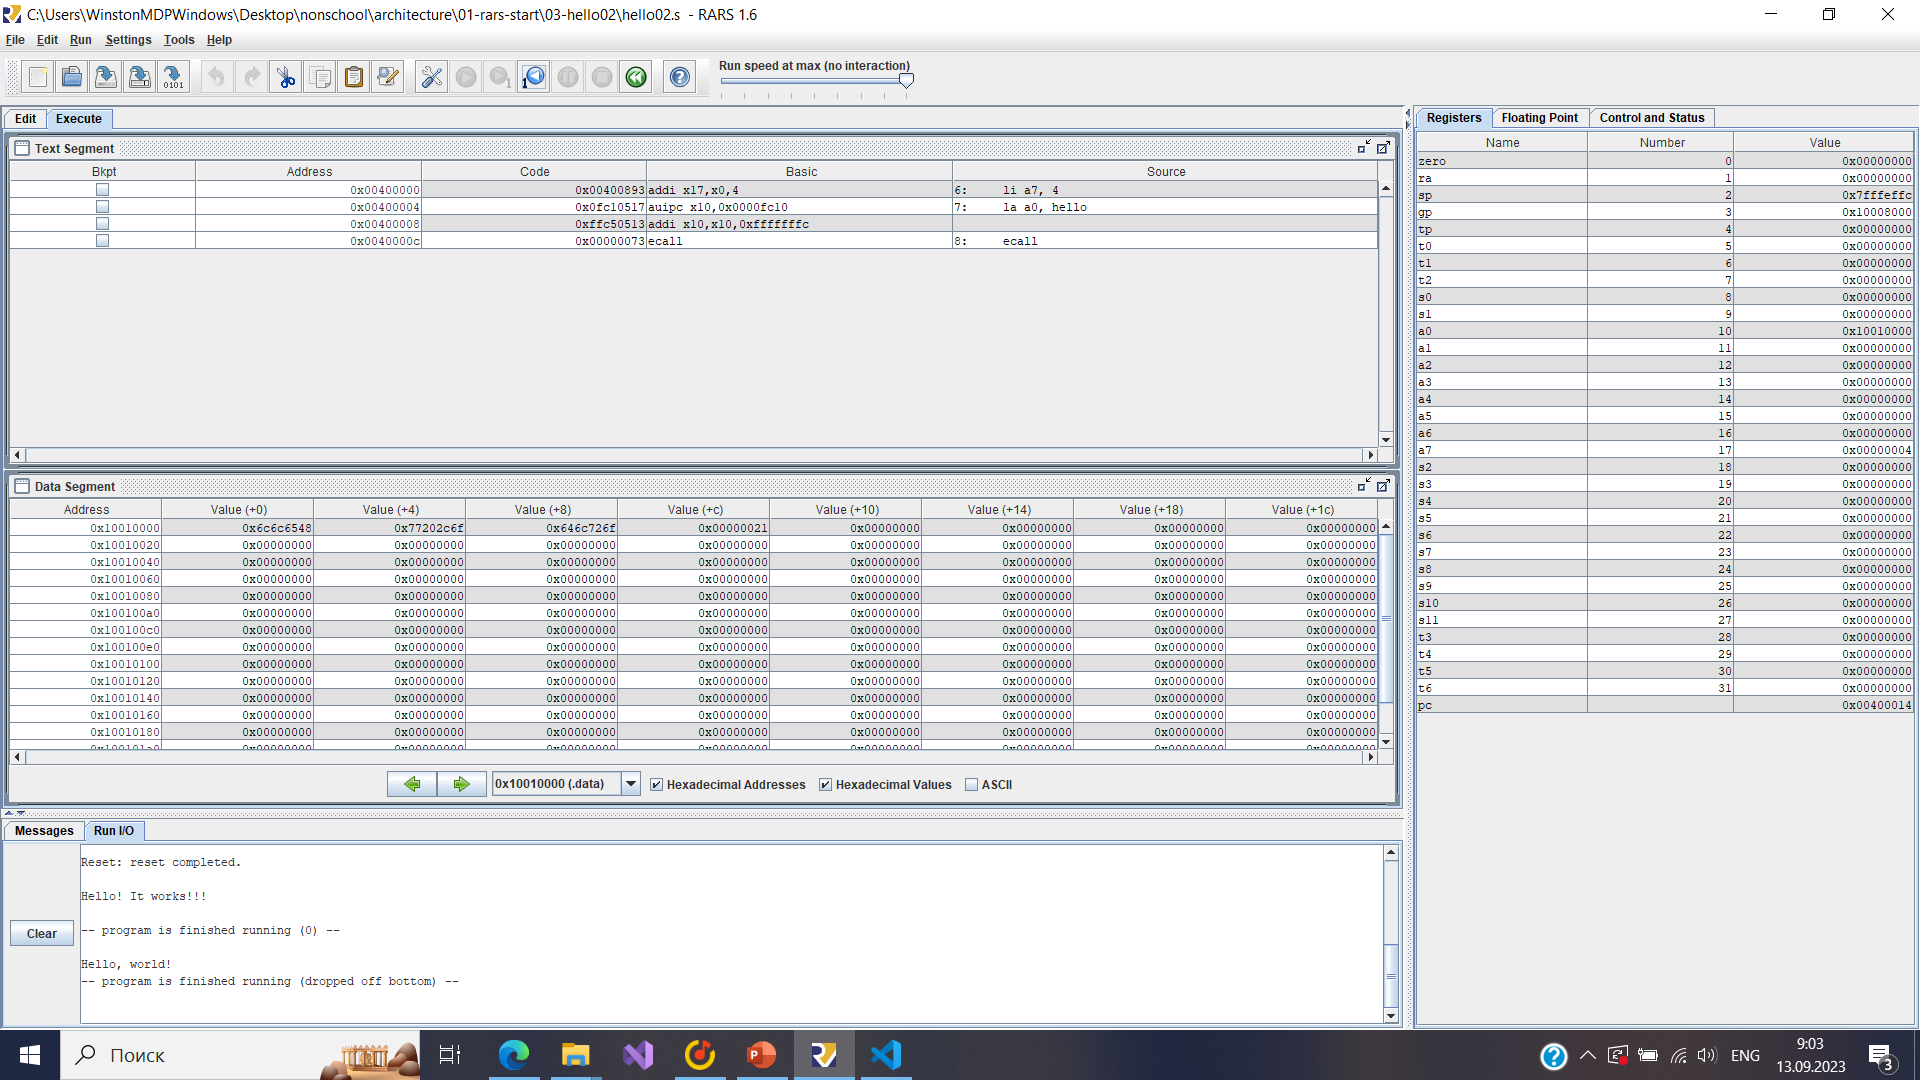 C:\Users\WinstonMDPWindows\Desktop\nonschool\architecture\01-rars-start\03-hello02\hello02.s - RARS 1.6
File Edit Run Settings Tools Help
Run speed at max (no interaction)
Edit Execute
Text Segment
Bkpt Address Code Basic Source
0x00400000 0x00400893 addi x17,x0,4 6: li a7, 4
0x00400004 0x0fc10517 auipc x10,0x0000fc10 7: la a0, hello
0x00400008 0xffc50513 addi x10,x10,0xfffffffc
0x0040000c 0x00000073 ecall 8: ecall
Data Segment
Address Value (+0) Value (+4) Value (+8) Value (+c) Value (+10) Value (+14) Value (+18) Value (+1c)
0x10010000 0x6c6c6548 0x77202c6f 0x646c726f 0x00000021 0x00000000 0x00000000 0x00000000 0x00000000
0x10010020 0x00000000 0x00000000 0x00000000 0x00000000 0x00000000 0x00000000 0x00000000 0x00000000
0x10010040 0x00000000 0x00000000 0x00000000 0x00000000 0x00000000 0x00000000 0x00000000 0x00000000
0x10010060 0x00000000 0x00000000 0x00000000 0x00000000 0x00000000 0x00000000 0x00000000 0x00000000
0x10010080 0x00000000 0x00000000 0x00000000 0x00000000 0x00000000 0x00000000 0x00000000 0x00000000
0x100100a0 0x00000000 0x00000000 0x00000000 0x00000000 0x00000000 0x00000000 0x00000000 0x00000000
0x100100c0 0x00000000 0x00000000 0x00000000 0x00000000 0x00000000 0x00000000 0x00000000 0x00000000
0x100100e0 0x00000000 0x00000000 0x00000000 0x00000000 0x00000000 0x00000000 0x00000000 0x00000000
0x10010100 0x00000000 0x00000000 0x00000000 0x00000000 0x00000000 0x00000000 0x00000000 0x00000000
0x10010120 0x00000000 0x00000000 0x00000000 0x00000000 0x00000000 0x00000000 0x00000000 0x00000000
0x10010140 0x00000000 0x00000000 0x00000000 0x00000000 0x00000000 0x00000000 0x00000000 0x00000000
0x10010160 0x00000000 0x00000000 0x00000000 0x00000000 0x00000000 0x00000000 0x00000000 0x00000000
0x10010180 0x00000000 0x00000000 0x00000000 0x00000000 0x00000000 0x00000000 0x00000000 0x00000000
0x10010000 (.data) Hexadecimal Addresses Hexadecimal Values ASCII
Messages Run I/O
Clear
Reset: reset completed.
Hello! It works!!!
-- program is finished running (0) --
Hello, world!
-- program is finished running (dropped off bottom) --
Registers Floating Point Control and Status
Name Number Value
zero 0 0x00000000
ra 1 0x00000000
sp 2 0x7fffeffc
gp 3 0x10008000
tp 4 0x00000000
t0 5 0x00000000
t1 6 0x00000000
t2 7 0x00000000
s0 8 0x00000000
s1 9 0x00000000
a0 10 0x10010000
a1 11 0x00000000
a2 12 0x00000000
a3 13 0x00000000
a4 14 0x00000000
a5 15 0x00000000
a6 16 0x00000000
a7 17 0x00000004
s2 18 0x00000000
s3 19 0x00000000
s4 20 0x00000000
s5 21 0x00000000
s6 22 0x00000000
s7 23 0x00000000
s8 24 0x00000000
s9 25 0x00000000
s10 26 0x00000000
s11 27 0x00000000
t3 28 0x00000000
t4 29 0x00000000
t5 30 0x00000000
t6 31 0x00000000
pc 0x00400014
Поиск
ENG
9:03
13.09.2023
3